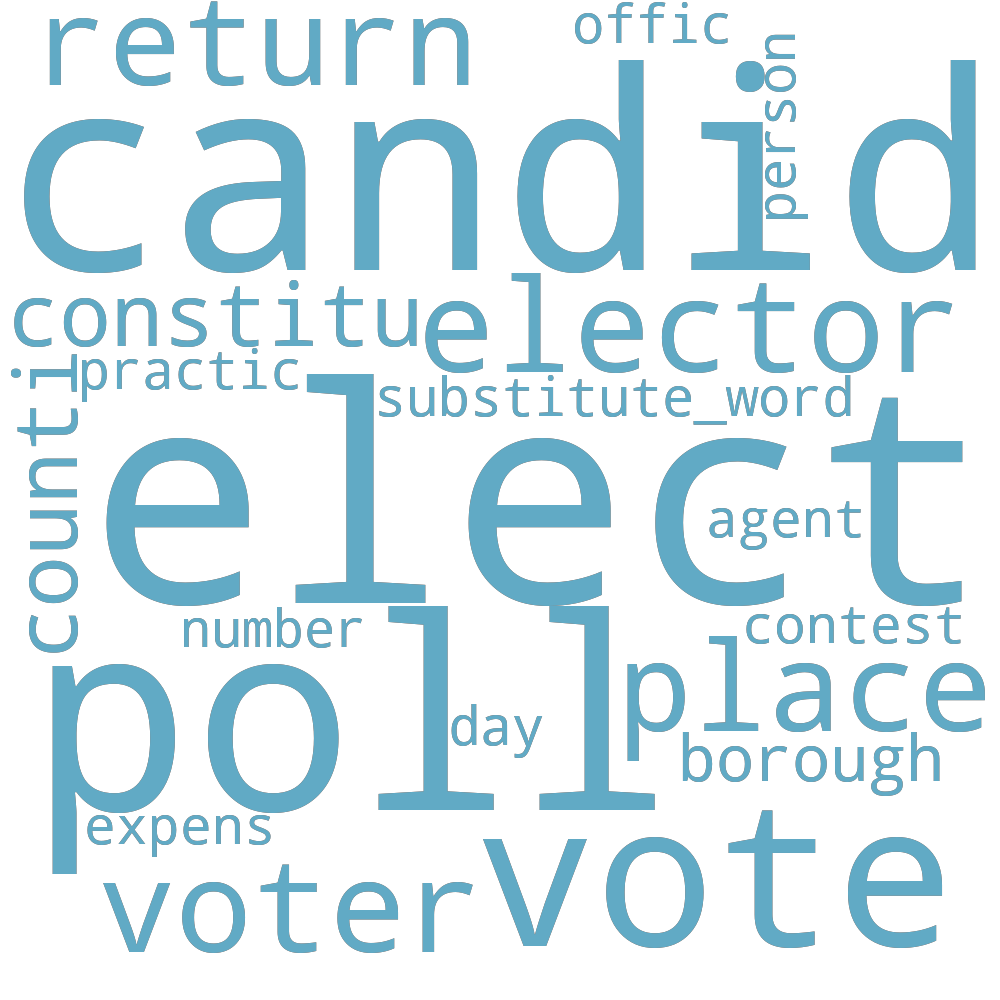 return
offic
person
candid
constitu
elector
practic
counti
substitute_word
elect
agent
number
contest
poll
place
day
borough
expens
voter
vote